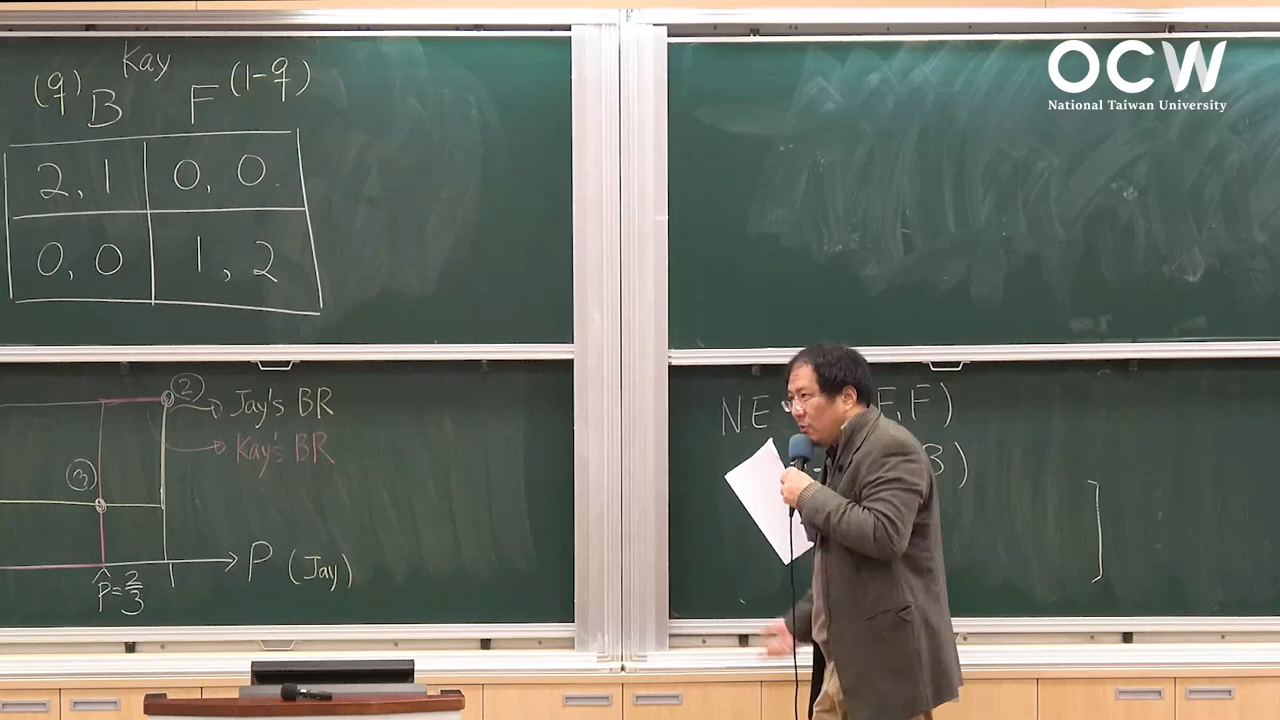 Kay
(q) B F (1-q)
2, 1 0, 0
0, 0 1, 2
② Jay's BR
Kay's BR
③
P (Jay)
p̂=2/3 1
N.E F, F)
3)
OCW
National Taiwan University